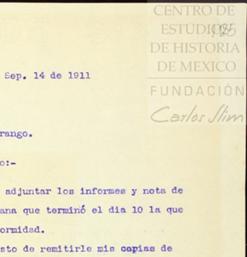 CENTRO DE
ESTUDIOS
DE HISTORIA
DE MEXICO
FUNDACIÓN
Carlos Slim
Sep. 14 de 1911
rango.
o:-
adjuntar los informes y nota de
ana que terminó el dia 10 la que
ormidad.
sto de remitirle mis copias de